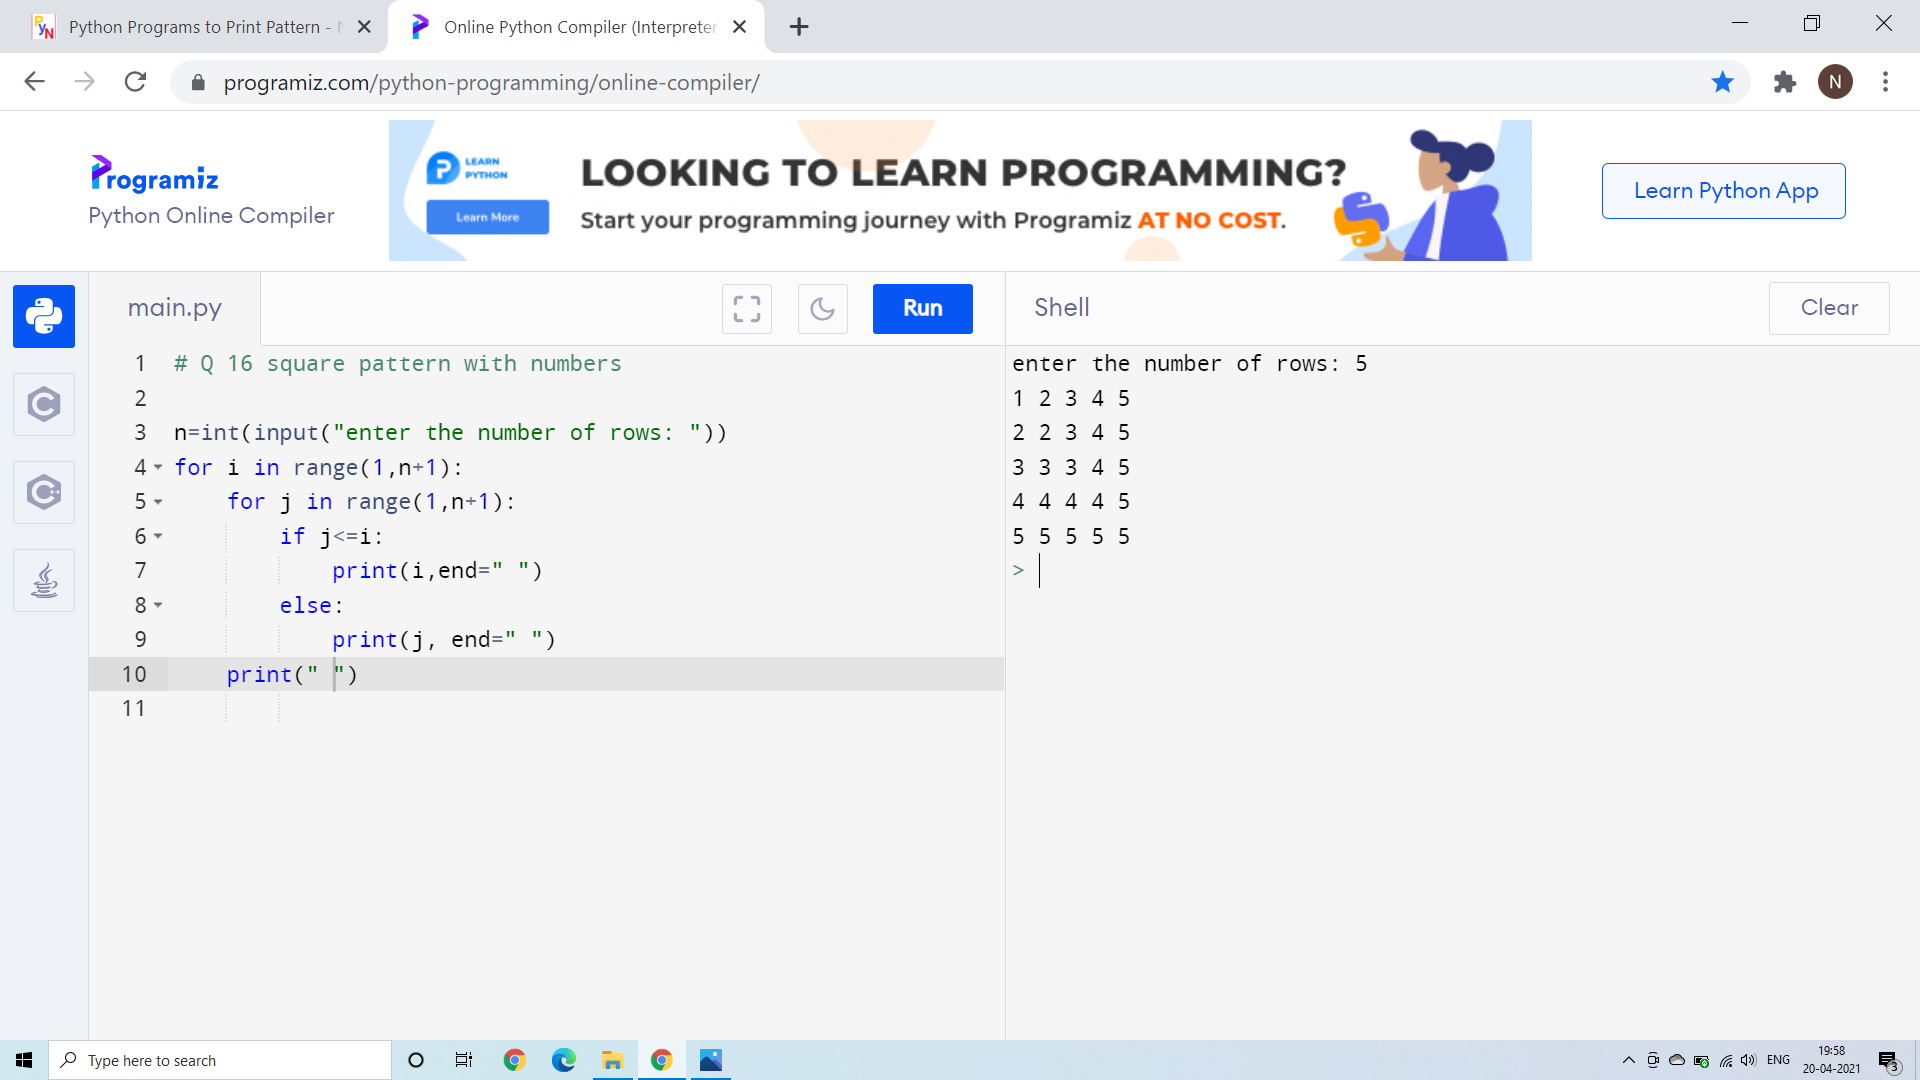 Python Programs to Print Pattern -
Online Python Compiler (Interpreter
programiz.com/python-programming/online-compiler/
N
Programiz
Python Online Compiler
LEARN
PYTHON
Learn More
LOOKING TO LEARN PROGRAMMING?
Start your programming journey with Programiz AT NO COST.
Learn Python App
main.py
Run
Shell
Clear
1 # Q 16 square pattern with numbers
2
3 n=int(input("enter the number of rows: "))
4 for i in range(1,n+1):
5     for j in range(1,n+1):
6         if j<=i:
7             print(i,end=" ")
8         else:
9             print(j, end=" ")
10     print(" ")
11
enter the number of rows: 5
1 2 3 4 5
2 2 3 4 5
3 3 3 4 5
4 4 4 4 5
5 5 5 5 5
>
Type here to search
ENG
19:58
20-04-2021
3